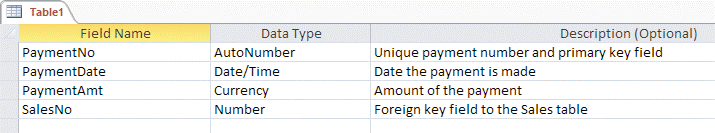 Table1
Field Name Data Type Description (Optional)
PaymentNo AutoNumber Unique payment number and primary key field
PaymentDate Date/Time Date the payment is made
PaymentAmt Currency Amount of the payment
SalesNo Number Foreign key field to the Sales table